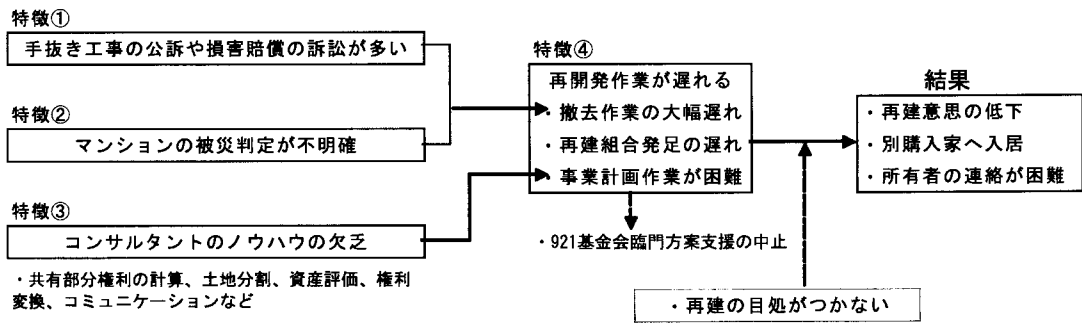 特徴①
手抜き工事の公訴や損害賠償の訴訟が多い
特徴②
マンションの被災判定が不明確
特徴③
コンサルタントのノウハウの欠乏
・共有部分権利の計算、土地分割、資産評価、権利
変換、コミュニケーションなど
特徴④
再開発作業が遅れる
・撤去作業の大幅遅れ
・再建組合発足の遅れ
・事業計画作業が困難
・921基金会臨門方案支援の中止
結果
・再建意思の低下
・別購入家へ入居
・所有者の連絡が困難
・再建の目処がつかない